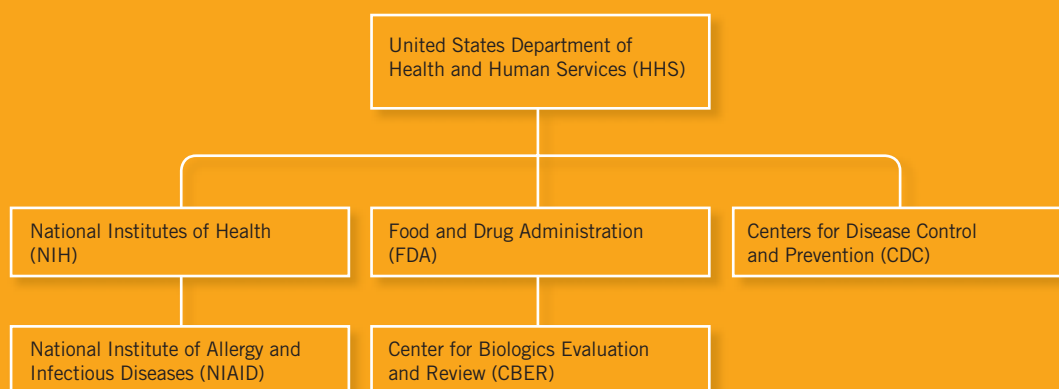 United States Department of
Health and Human Services (HHS)
National Institutes of Health
(NIH)
Food and Drug Administration
(FDA)
Centers for Disease Control
and Prevention (CDC)
National Institute of Allergy and
Infectious Diseases (NIAID)
Center for Biologics Evaluation
and Review (CBER)